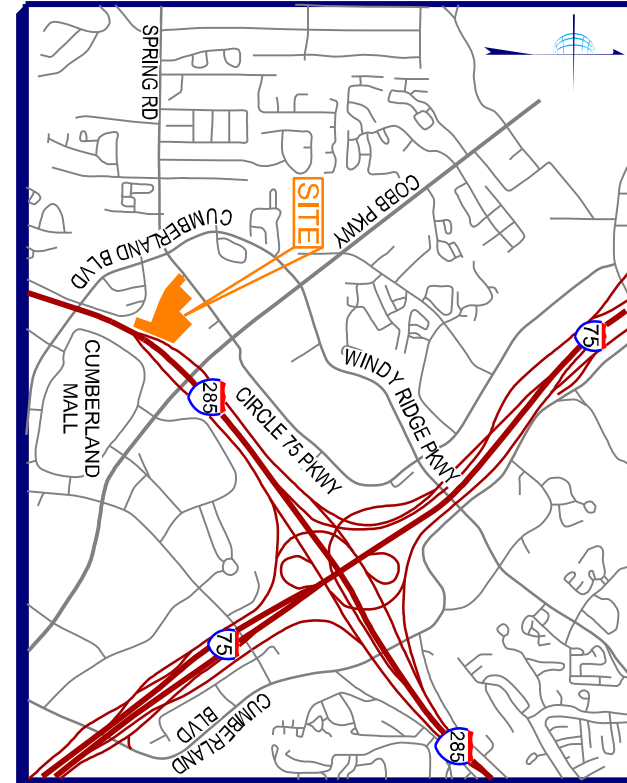 SPRING RD
CUMBERLAND BLVD
SITE
COBB PKWY
75
CUMBERLAND
MALL
285
CIRCLE 75 PKWY
WINDY RIDGE PKWY
75
CUMBERLAND
BLVD
285